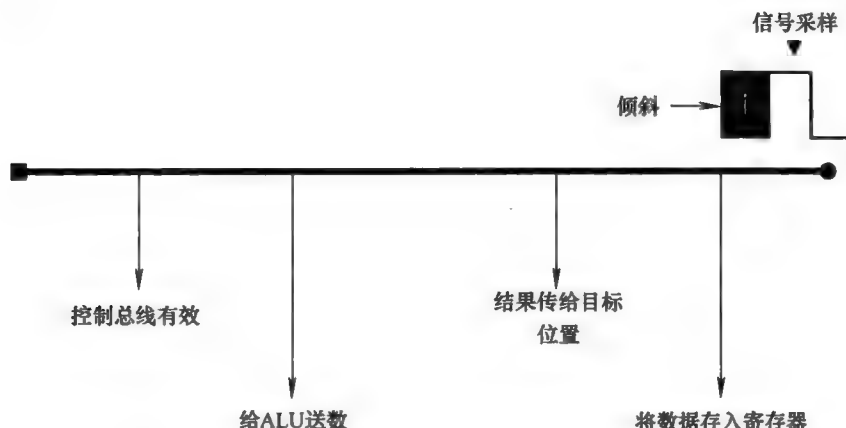 信号采样
倾斜
控制总线有效
结果传给目标
位置
给ALU送数
将数据存入寄存器